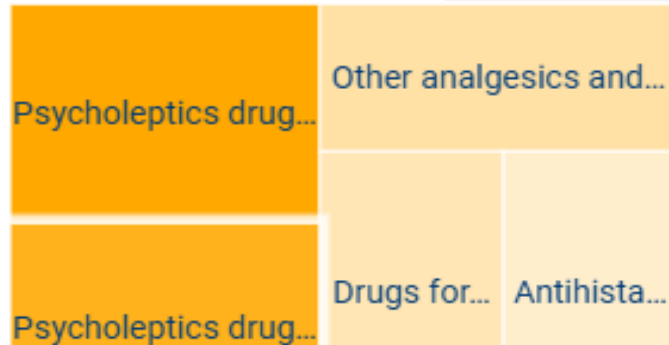 Psycholeptics drug...
Other analgesics and...
Psycholeptics drug...
Drugs for...
Antihista...